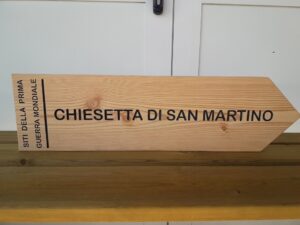 SITI DELLA PRIMA
GUERRA MONDIALE
CHIESETTA DI SAN MARTINO